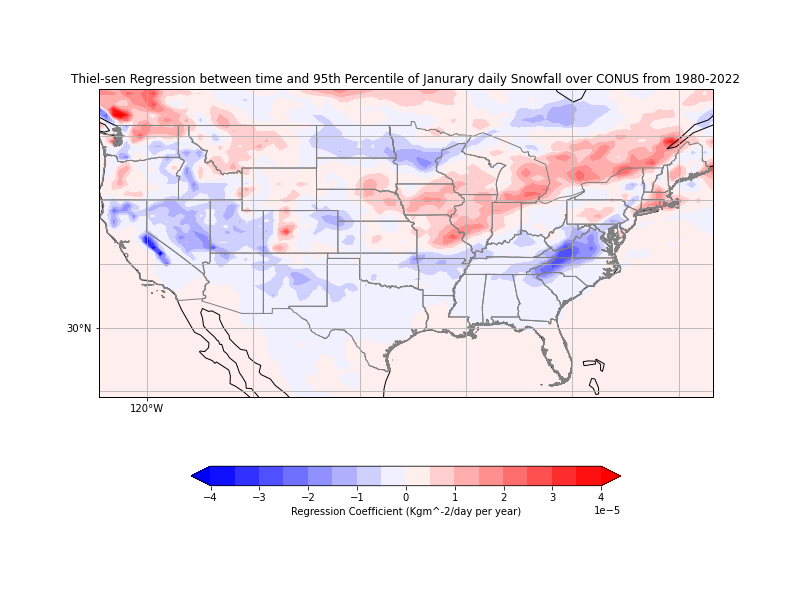 Thiel-sen Regression between time and 95th Percentile of Janurary daily Snowfall over CONUS from 1980-2022
30°N
120°W
−4 −3 −2 −1 0 1 2 3 4
Regression Coefficient (Kgm^-2/day per year)
1e−5